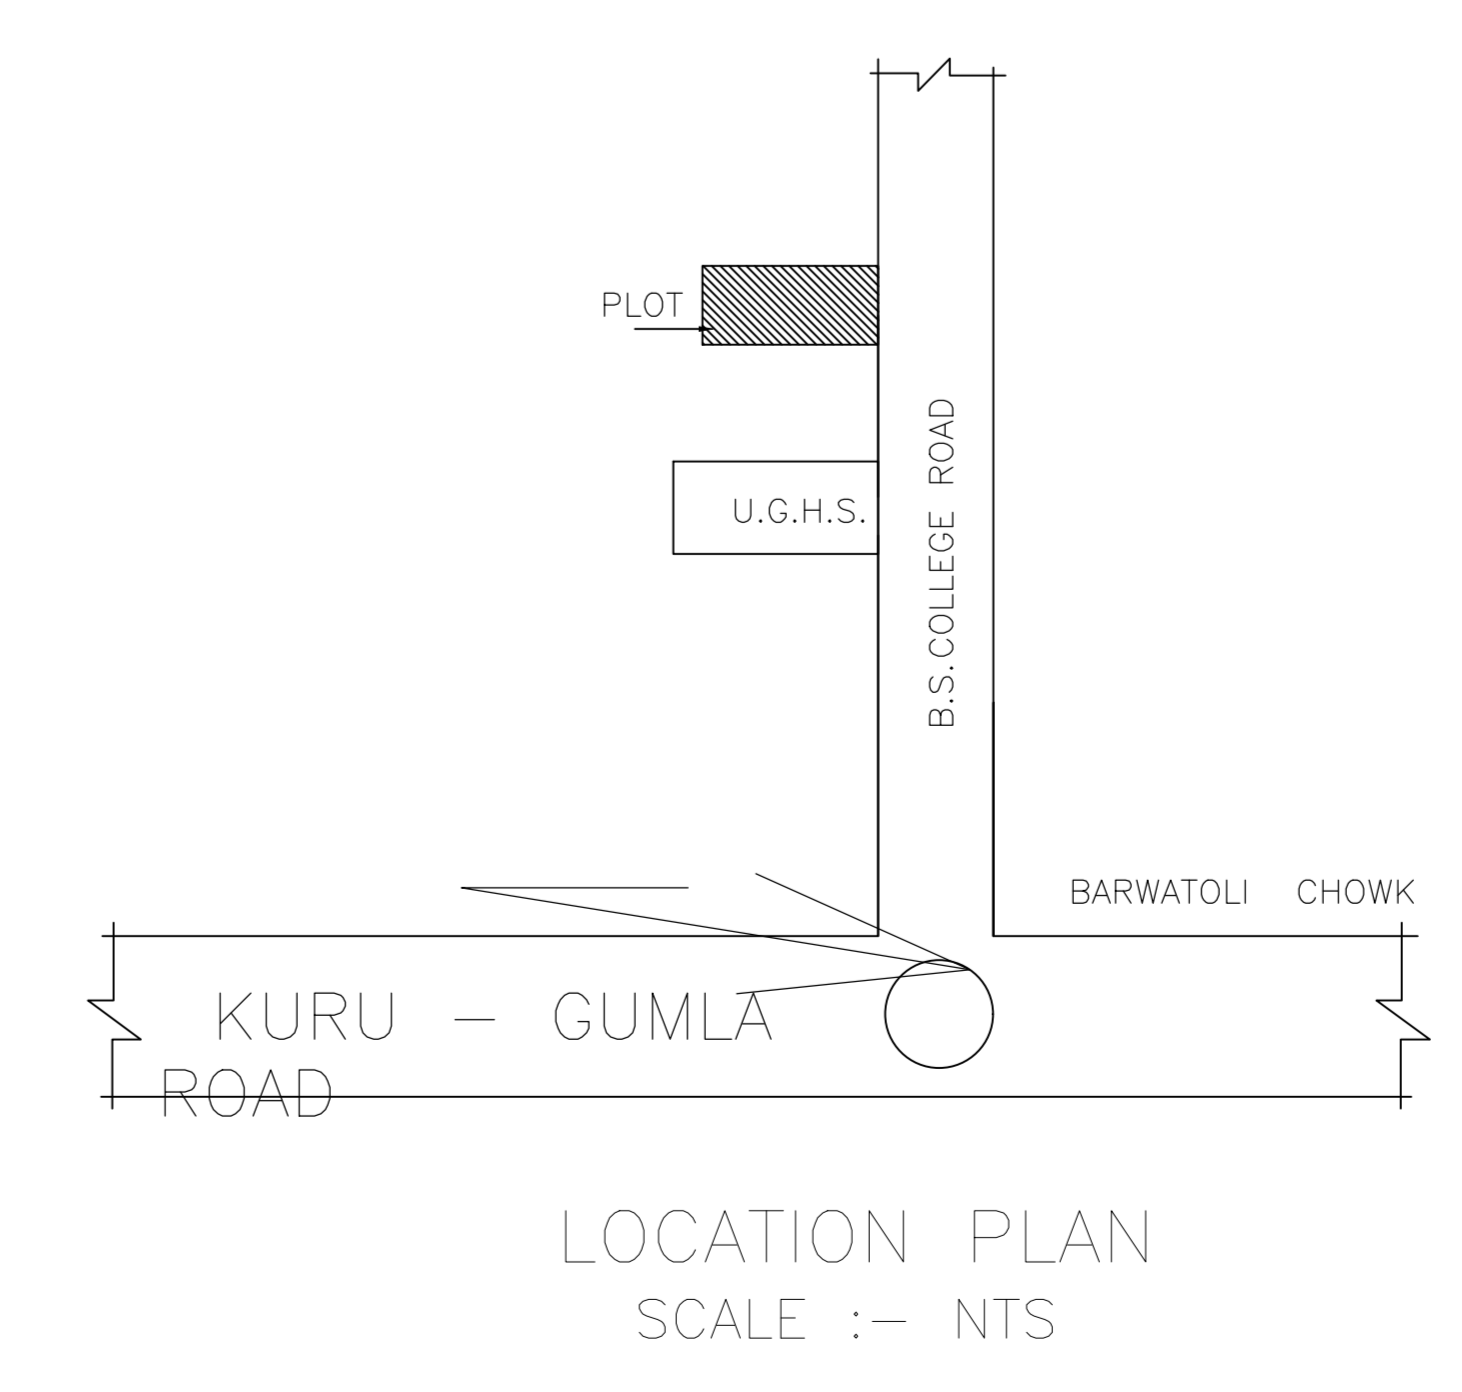 PLOT
U.G.H.S.
B.S.COLLEGE ROAD
BARWATOLI CHOWK
KURU - GUMLA
ROAD
LOCATION PLAN
SCALE :- NTS